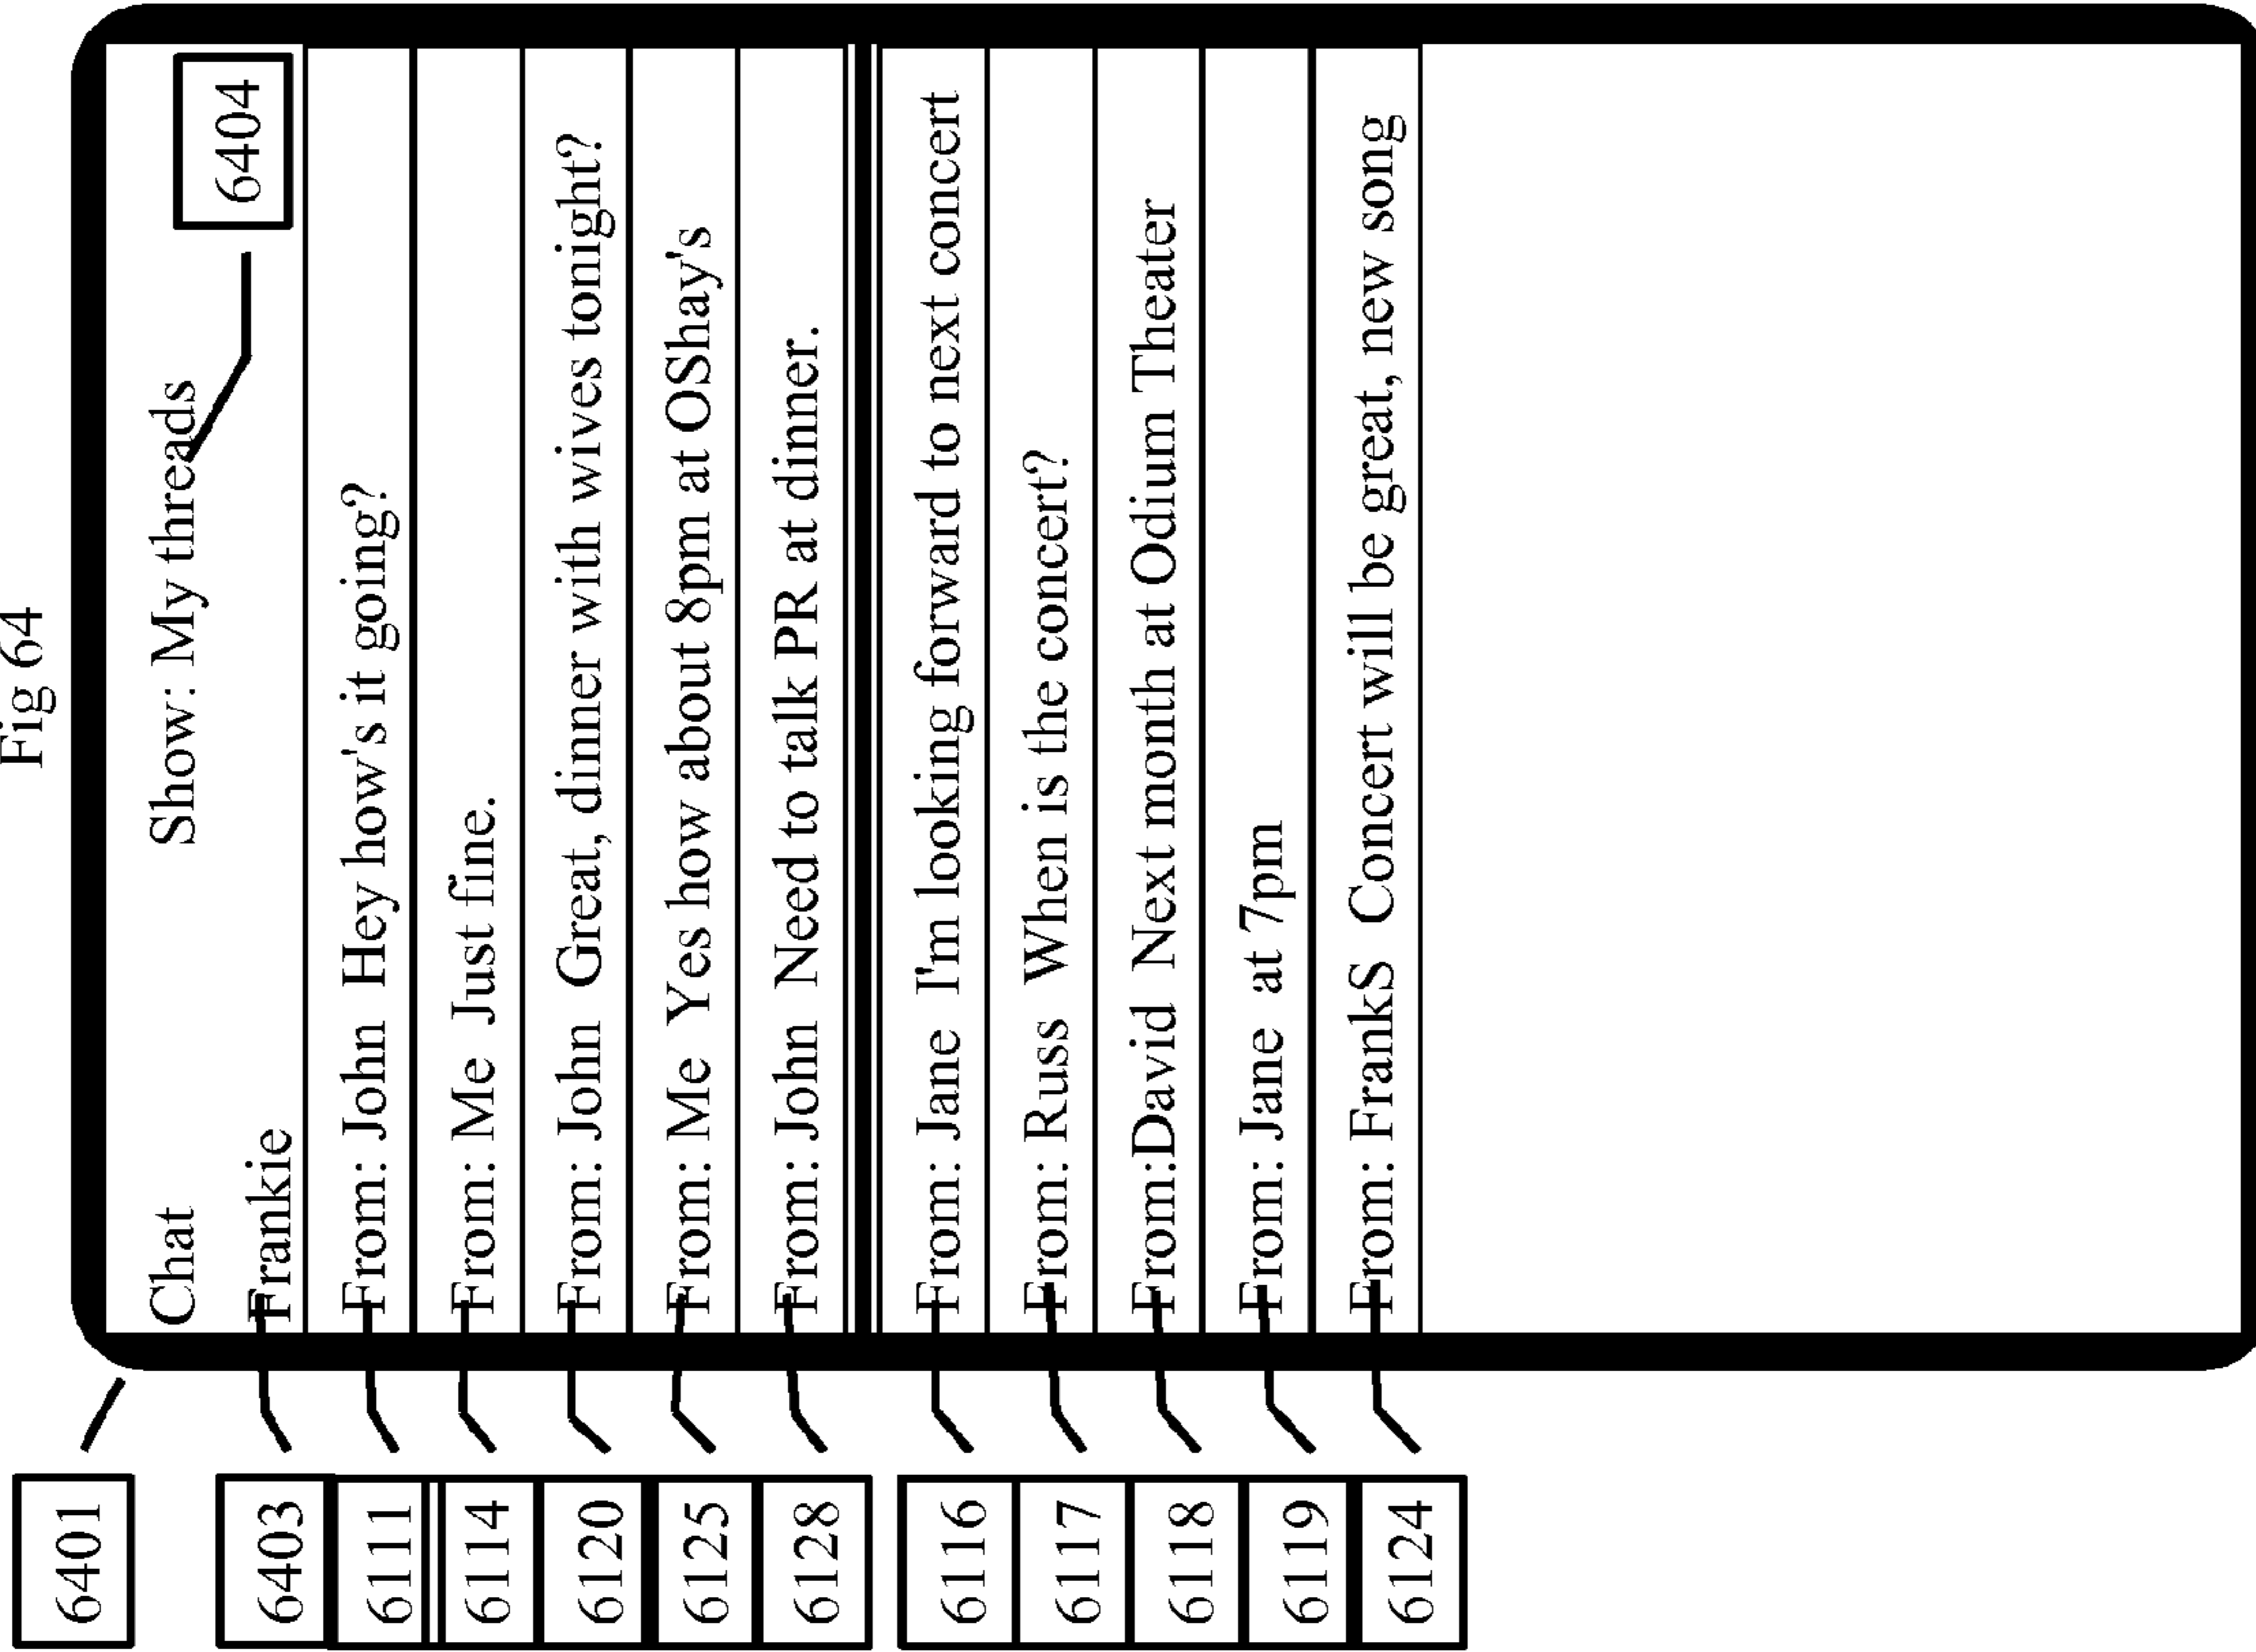 Fig 64
6401
Chat Show: My threads
6404
6403 Frankie
6111 From: John Hey how's it going?
6114 From: Me Just fine.
6120 From: John Great, dinner with wives tonight?
6125 From: Me Yes how about 8pm at OShay's
6128 From: John Need to talk PR at dinner.
6116 From: Jane I'm looking forward to next concert
6117 From: Russ When is the concert?
6118 From:David Next month at Odium Theater
6119 From: Jane at 7pm
6124 From: FrankS Concert will be great, new song